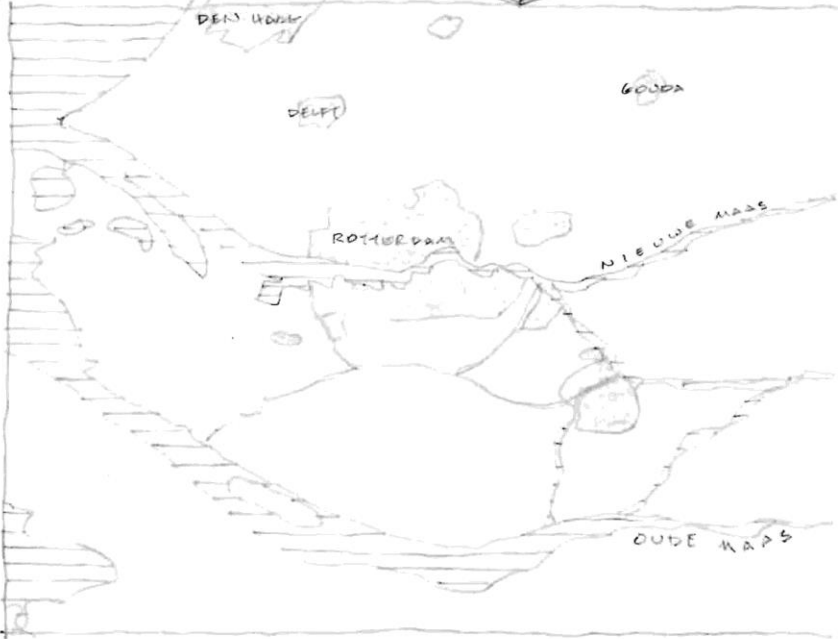 DEN HAAG
GOUDA
DELFT
NIEUWE MAAS
ROTTERDAM
OUDE MAAS